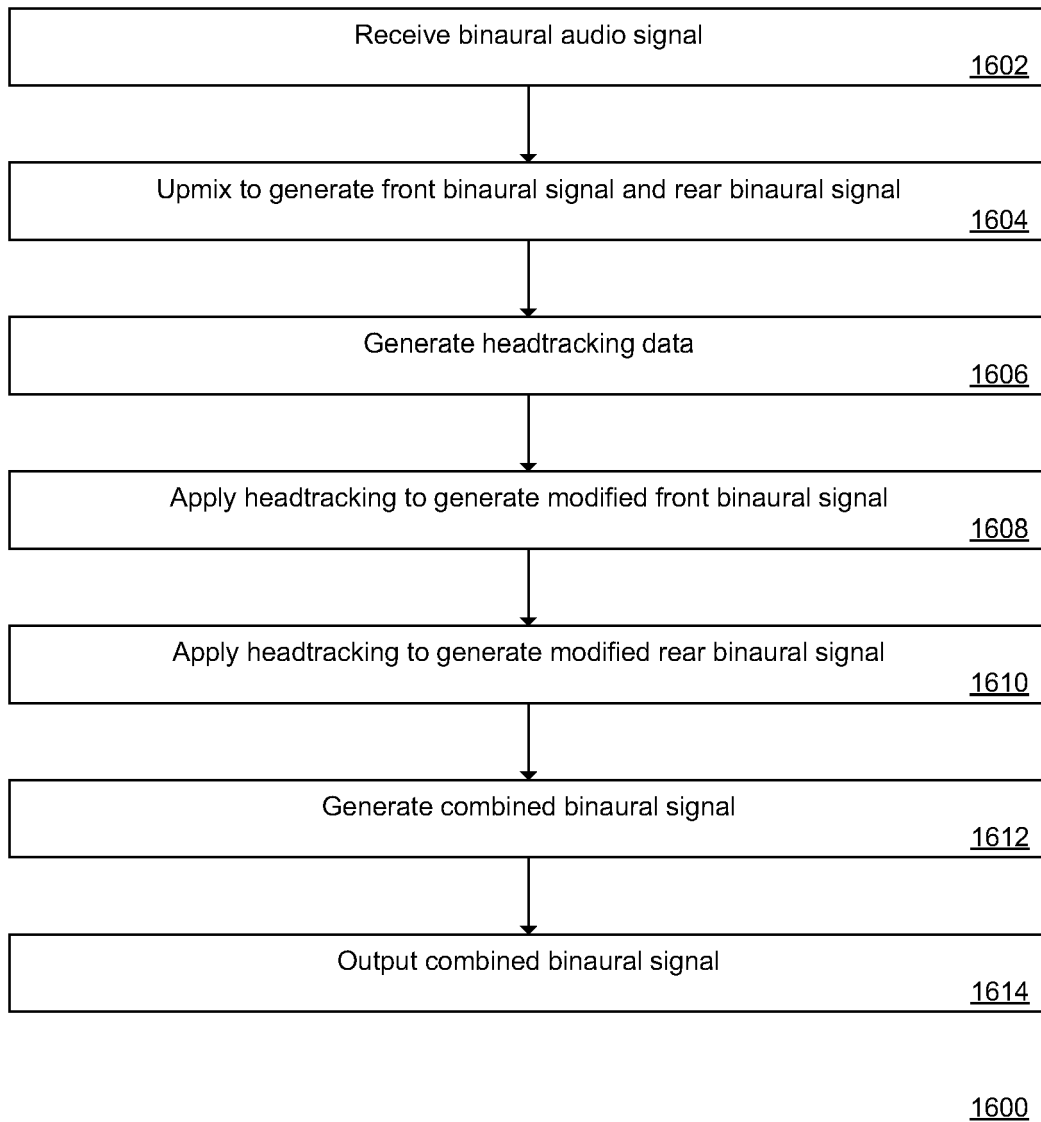 Receive binaural audio signal
1602
Upmix to generate front binaural signal and rear binaural signal
1604
Generate headtracking data
1606
Apply headtracking to generate modified front binaural signal
1608
Apply headtracking to generate modified rear binaural signal
1610
Generate combined binaural signal
1612
Output combined binaural signal
1614
1600